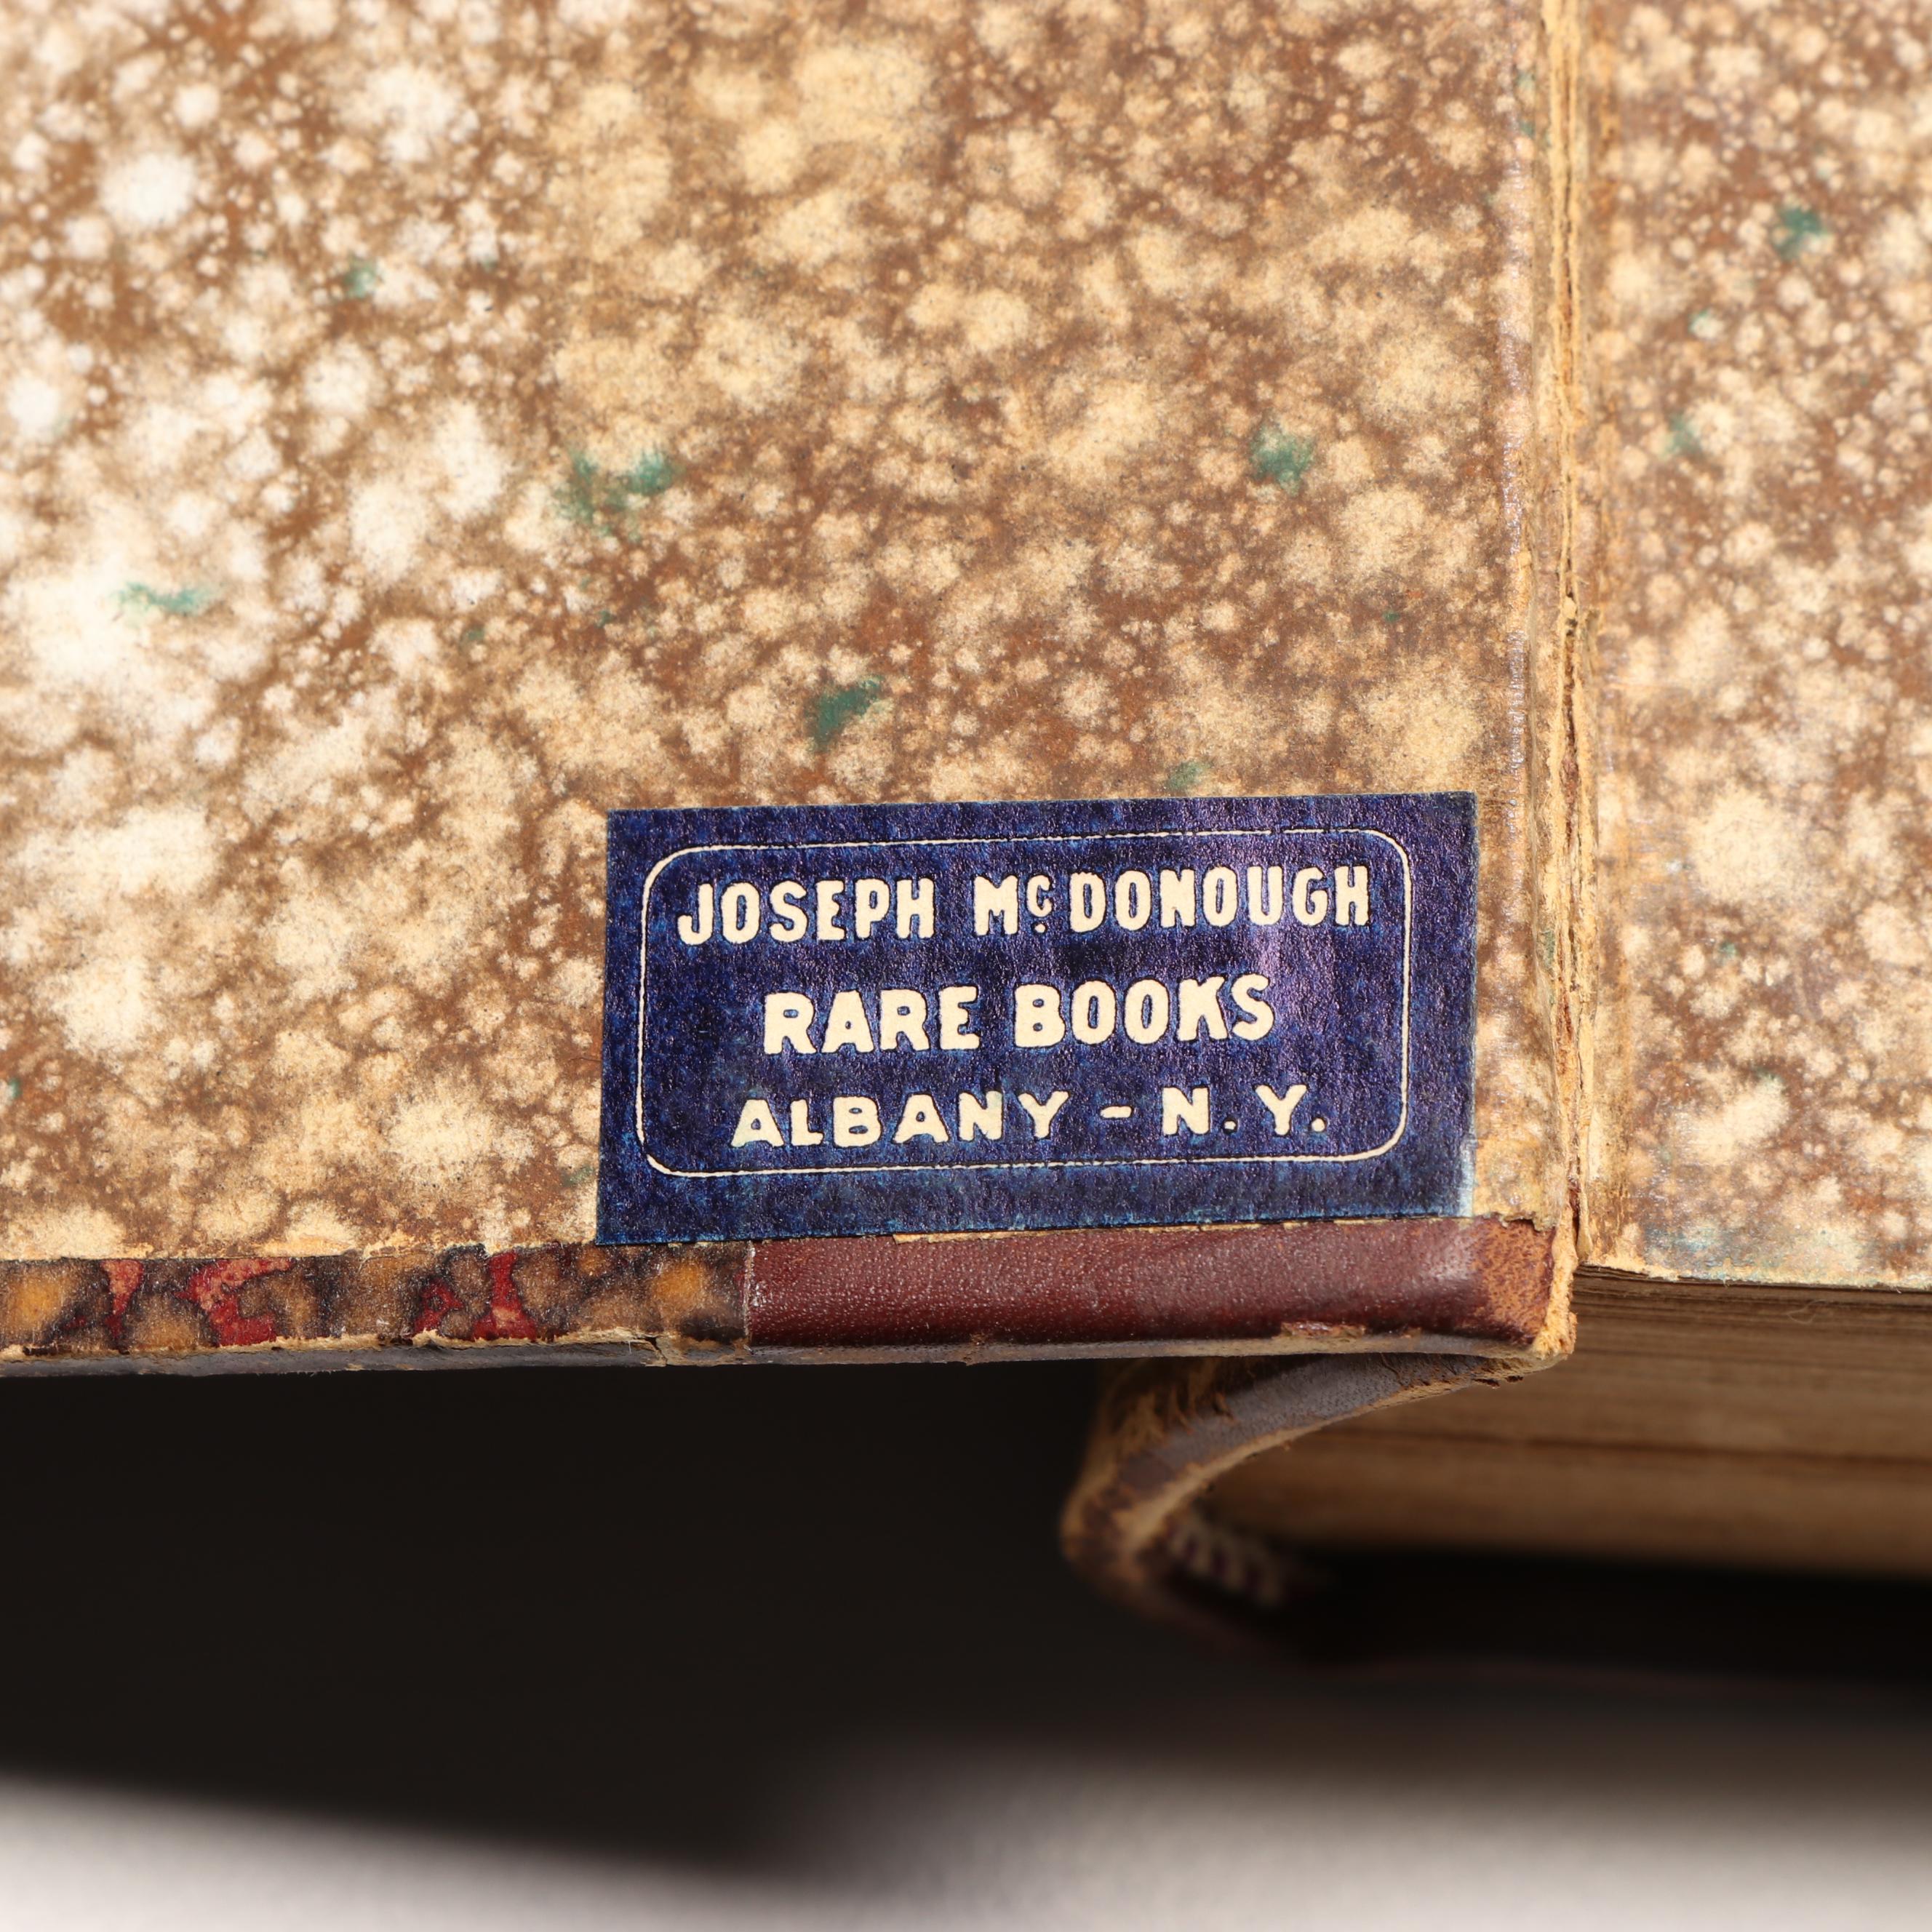 JOSEPH McDONOUGH
RARE BOOKS
ALBANY - N. Y.